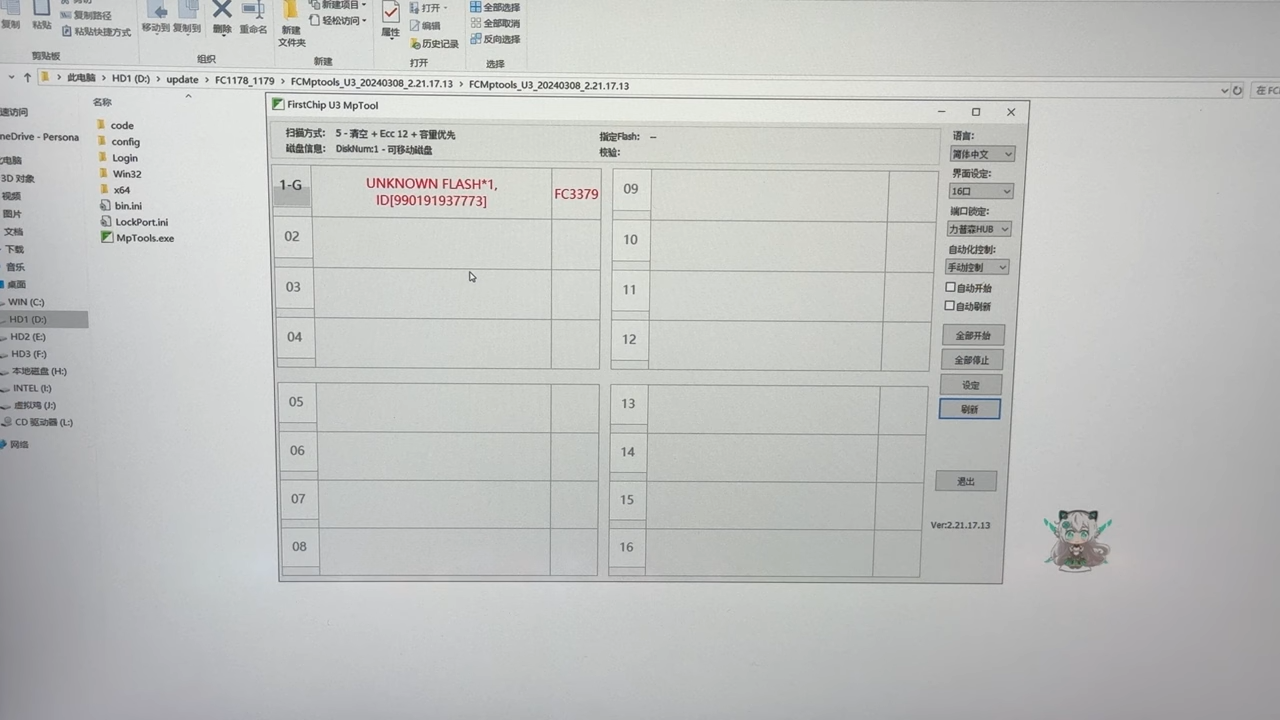 复制
粘贴
复制路径
粘贴快捷方式
剪贴板
移动到 复制到
删除 重命名
组织
新建项目
轻松访问
新建
文件夹
新建
属性
打开
编辑
历史记录
打开
全部选择
全部取消
反向选择
选择
此电脑 > HD1 (D:) > update > FC1178_1179 > FCMptools_U3_20240308_2.21.17.13 > FCMptools_U3_20240308_2.21.17.13
在 FC
速访问
neDrive - Persona
电脑
3D 对象
视频
图片
文档
下载
音乐
桌面
WIN (C:)
HD1 (D:)
HD2 (E:)
HD3 (F:)
本地磁盘 (H:)
INTEL (I:)
虚拟鸡 (J:)
CD 驱动器 (L:)
网络
名称
code
config
Login
Win32
x64
bin.ini
LockPort.ini
MpTools.exe
FirstChip U3 MpTool
扫描方式: 5 - 清空 + Ecc 12 + 容量优先
指定Flash: --
磁盘信息: DiskNum:1 - 可移动磁盘
校验:
1-G
UNKNOWN FLASH*1,
ID[990191937773]
FC3379
02
03
04
05
06
07
08
09
10
11
12
13
14
15
16
语言:
简体中文
界面设定:
16口
端口锁定:
力普森HUB
自动化控制:
手动控制
自动开始
自动刷新
全部开始
全部停止
设定
刷新
退出
Ver:2.21.17.13